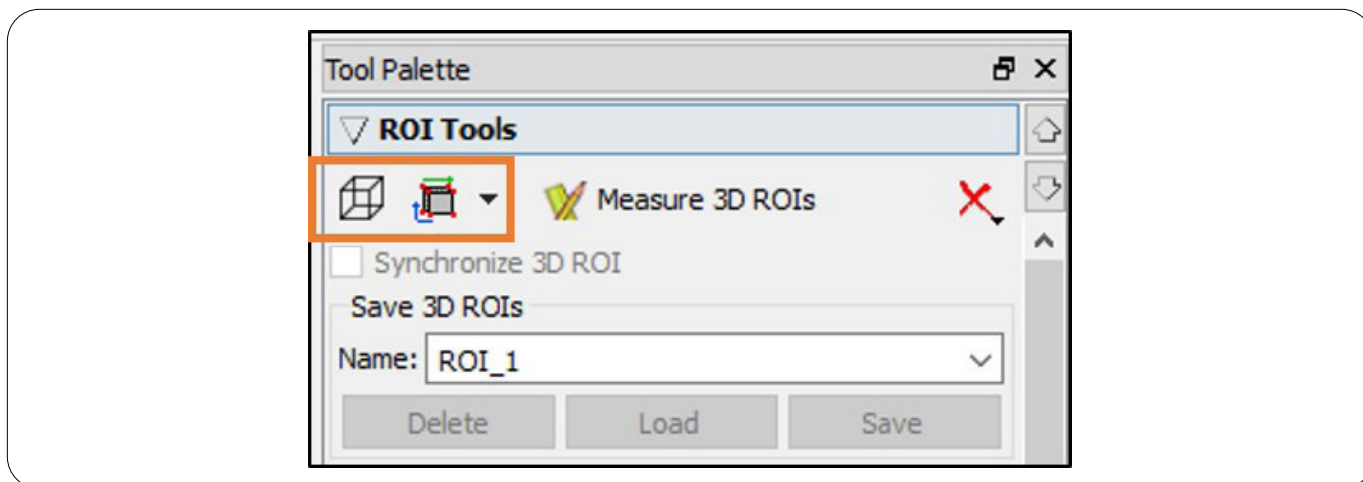 Tool Palette
ROI Tools
Measure 3D ROIs
Synchronize 3D ROI
Save 3D ROIs
Name: ROI_1
Delete Load Save